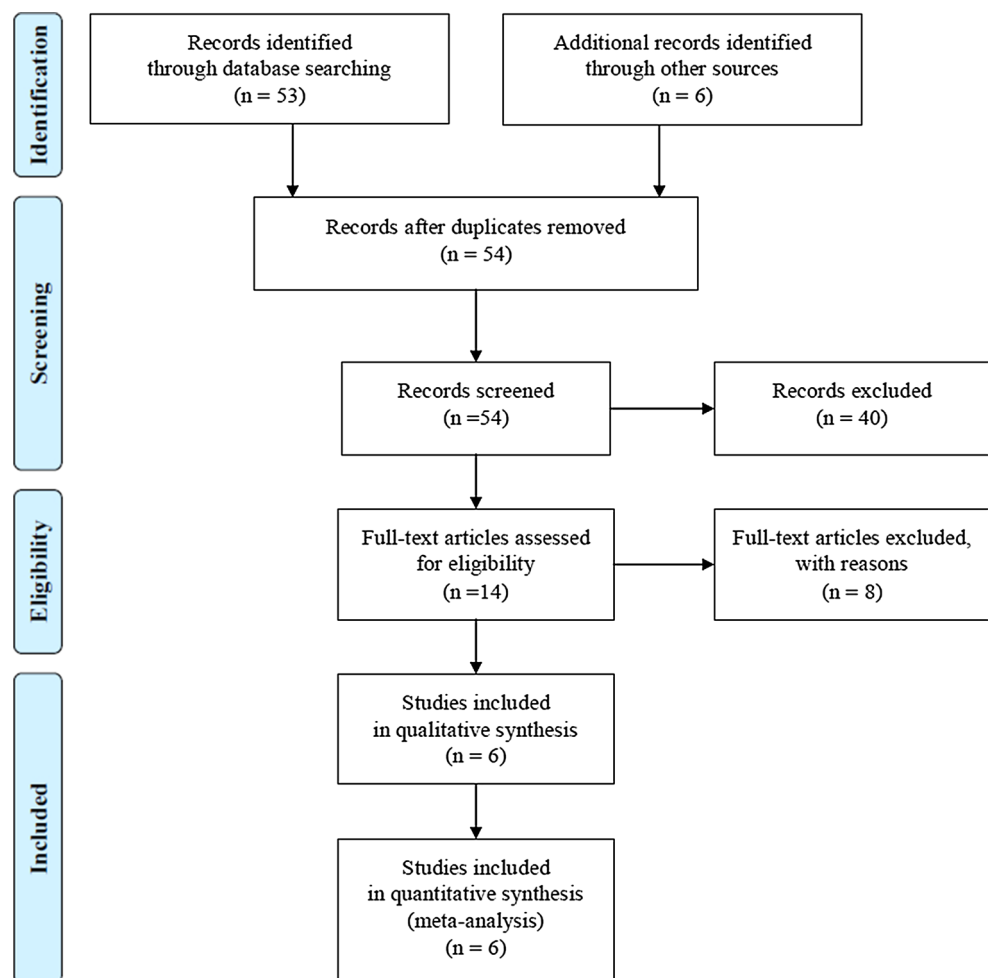 Identification
Records identified
through database searching
(n = 53)
Additional records identified
through other sources
(n = 6)
Screening
Records after duplicates removed
(n = 54)
Records screened
(n =54)
Records excluded
(n = 40)
Eligibility
Full-text articles assessed
for eligibility
(n =14)
Full-text articles excluded,
with reasons
(n = 8)
Included
Studies included
in qualitative synthesis
(n = 6)
Studies included
in quantitative synthesis
(meta-analysis)
(n = 6)